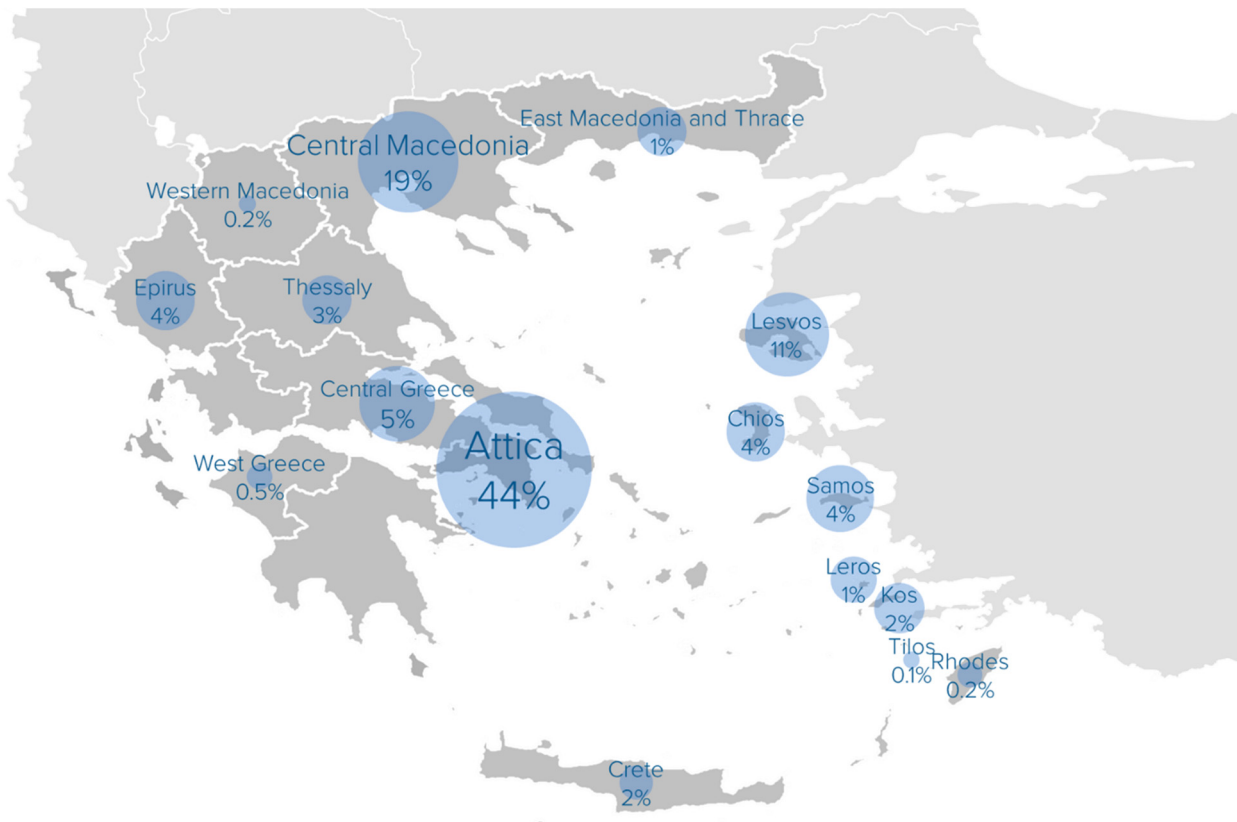 East Macedonia and Thrace
1%
Central Macedonia
19%
Western Macedonia
0.2%
Epirus
4%
Thessaly
3%
Lesvos
11%
Central Greece
5%
Chios
4%
Attica
44%
West Greece
0.5%
Samos
4%
Leros
1%
Kos
2%
Tilos
0.1%
Rhodes
0.2%
Crete
2%